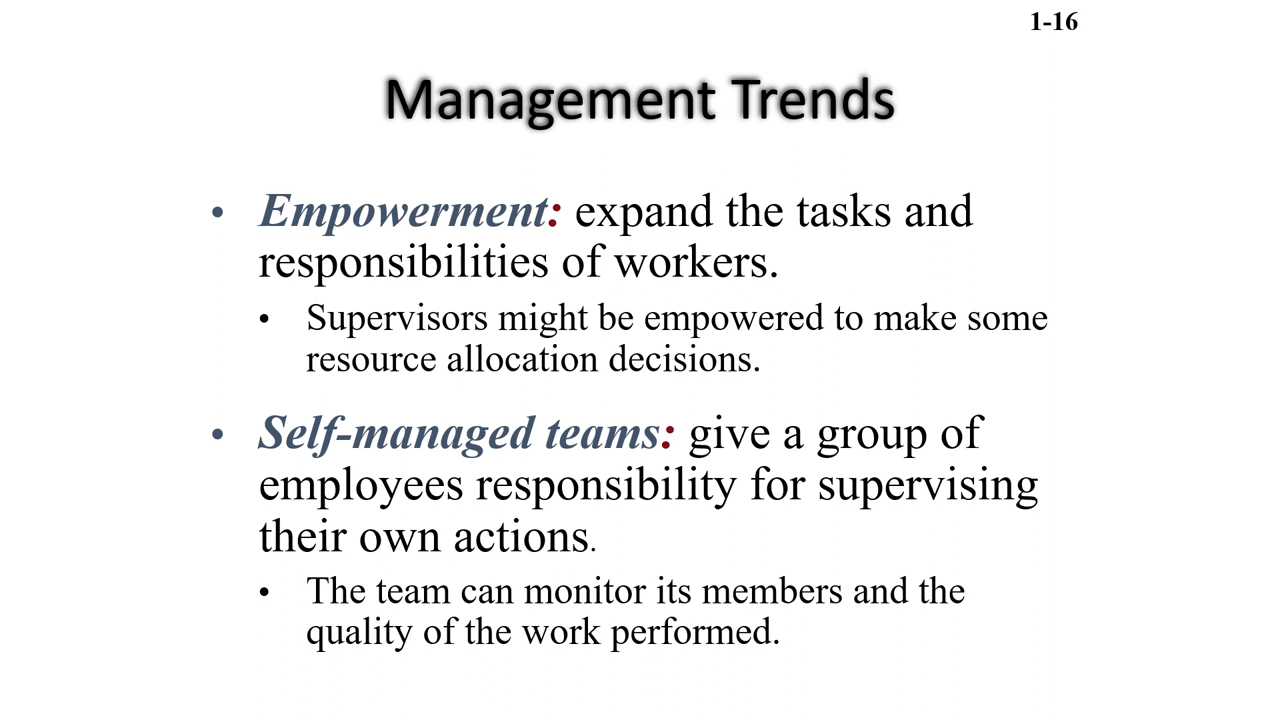 1-16
Management Trends
• Empowerment: expand the tasks and
responsibilities of workers.
• Supervisors might be empowered to make some
resource allocation decisions.
• Self-managed teams: give a group of
employees responsibility for supervising
their own actions.
• The team can monitor its members and the
quality of the work performed.